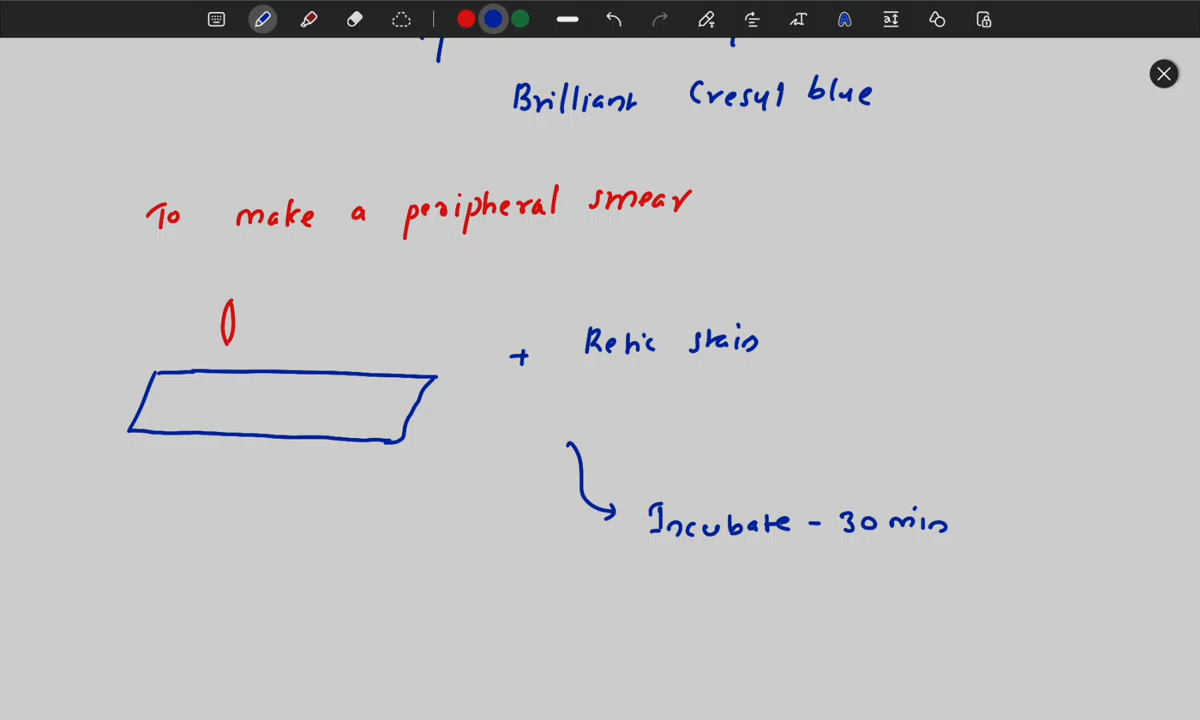 Brilliant Cresyl blue
To make a peripheral smear
+ Retic stain
Incubate - 30 min